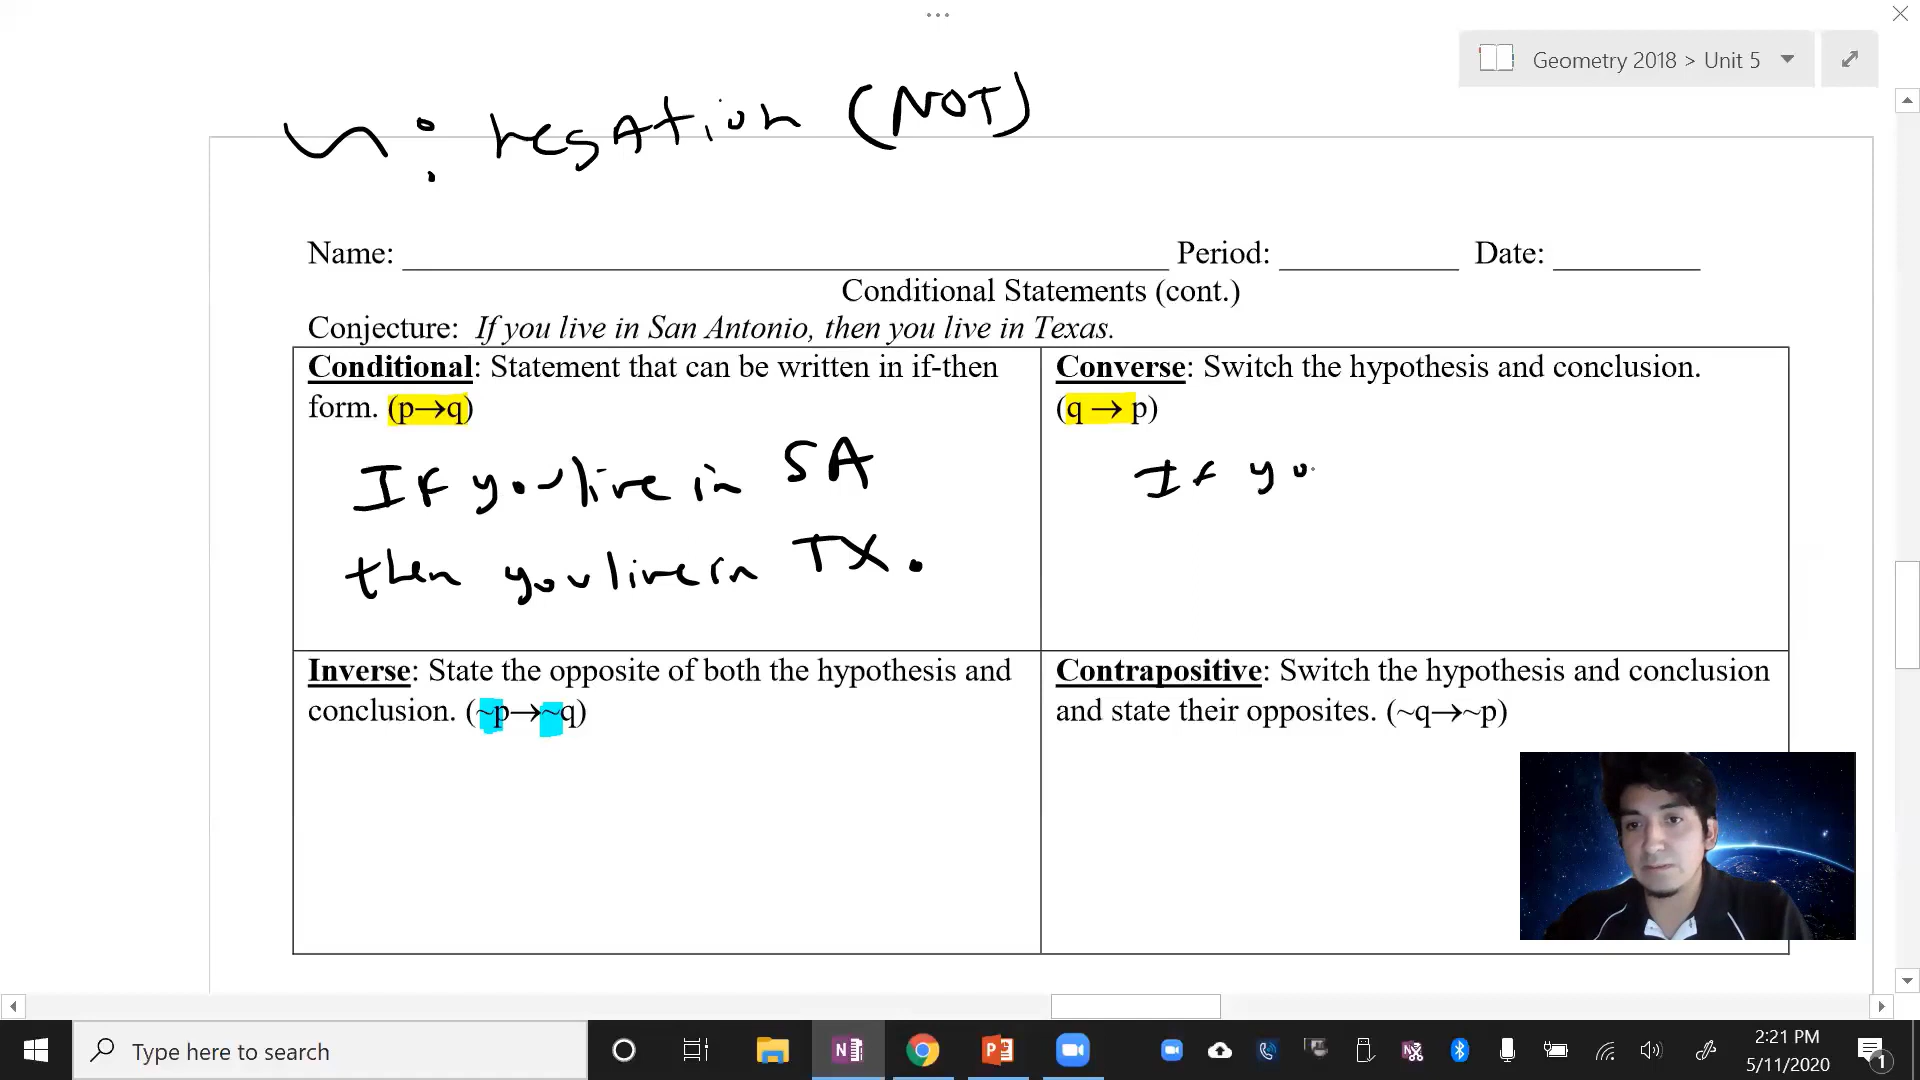 Geometry 2018 > Unit 5
~: negation (NOT)
Name: Period: Date:
Conditional Statements (cont.)
Conjecture: If you live in San Antonio, then you live in Texas.
Conditional: Statement that can be written in if-then
form. (p→q)
If you live in SA
then you live in TX.
Converse: Switch the hypothesis and conclusion.
(q → p)
If yo
Inverse: State the opposite of both the hypothesis and
conclusion. (~p→~q)
Contrapositive: Switch the hypothesis and conclusion
and state their opposites. (~q→~p)
Type here to search
2:21 PM
5/11/2020
1